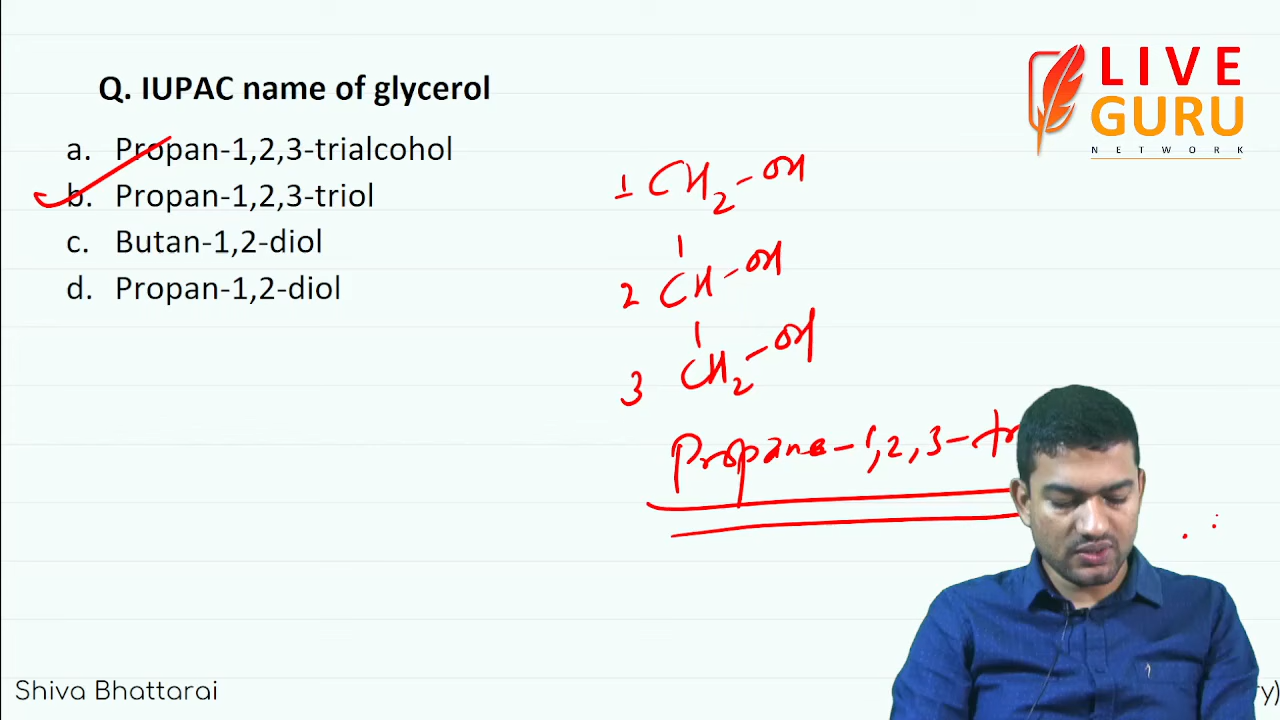 Q. IUPAC name of glycerol
a. Propan-1,2,3-trialcohol
b. Propan-1,2,3-triol
c. Butan-1,2-diol
d. Propan-1,2-diol
LIVE
GURU
NETWORK
1 CH2-OH
2 CH-OH
3 CH2-OH
Propane-1,2,3-tr
Shiva Bhattarai
ry)